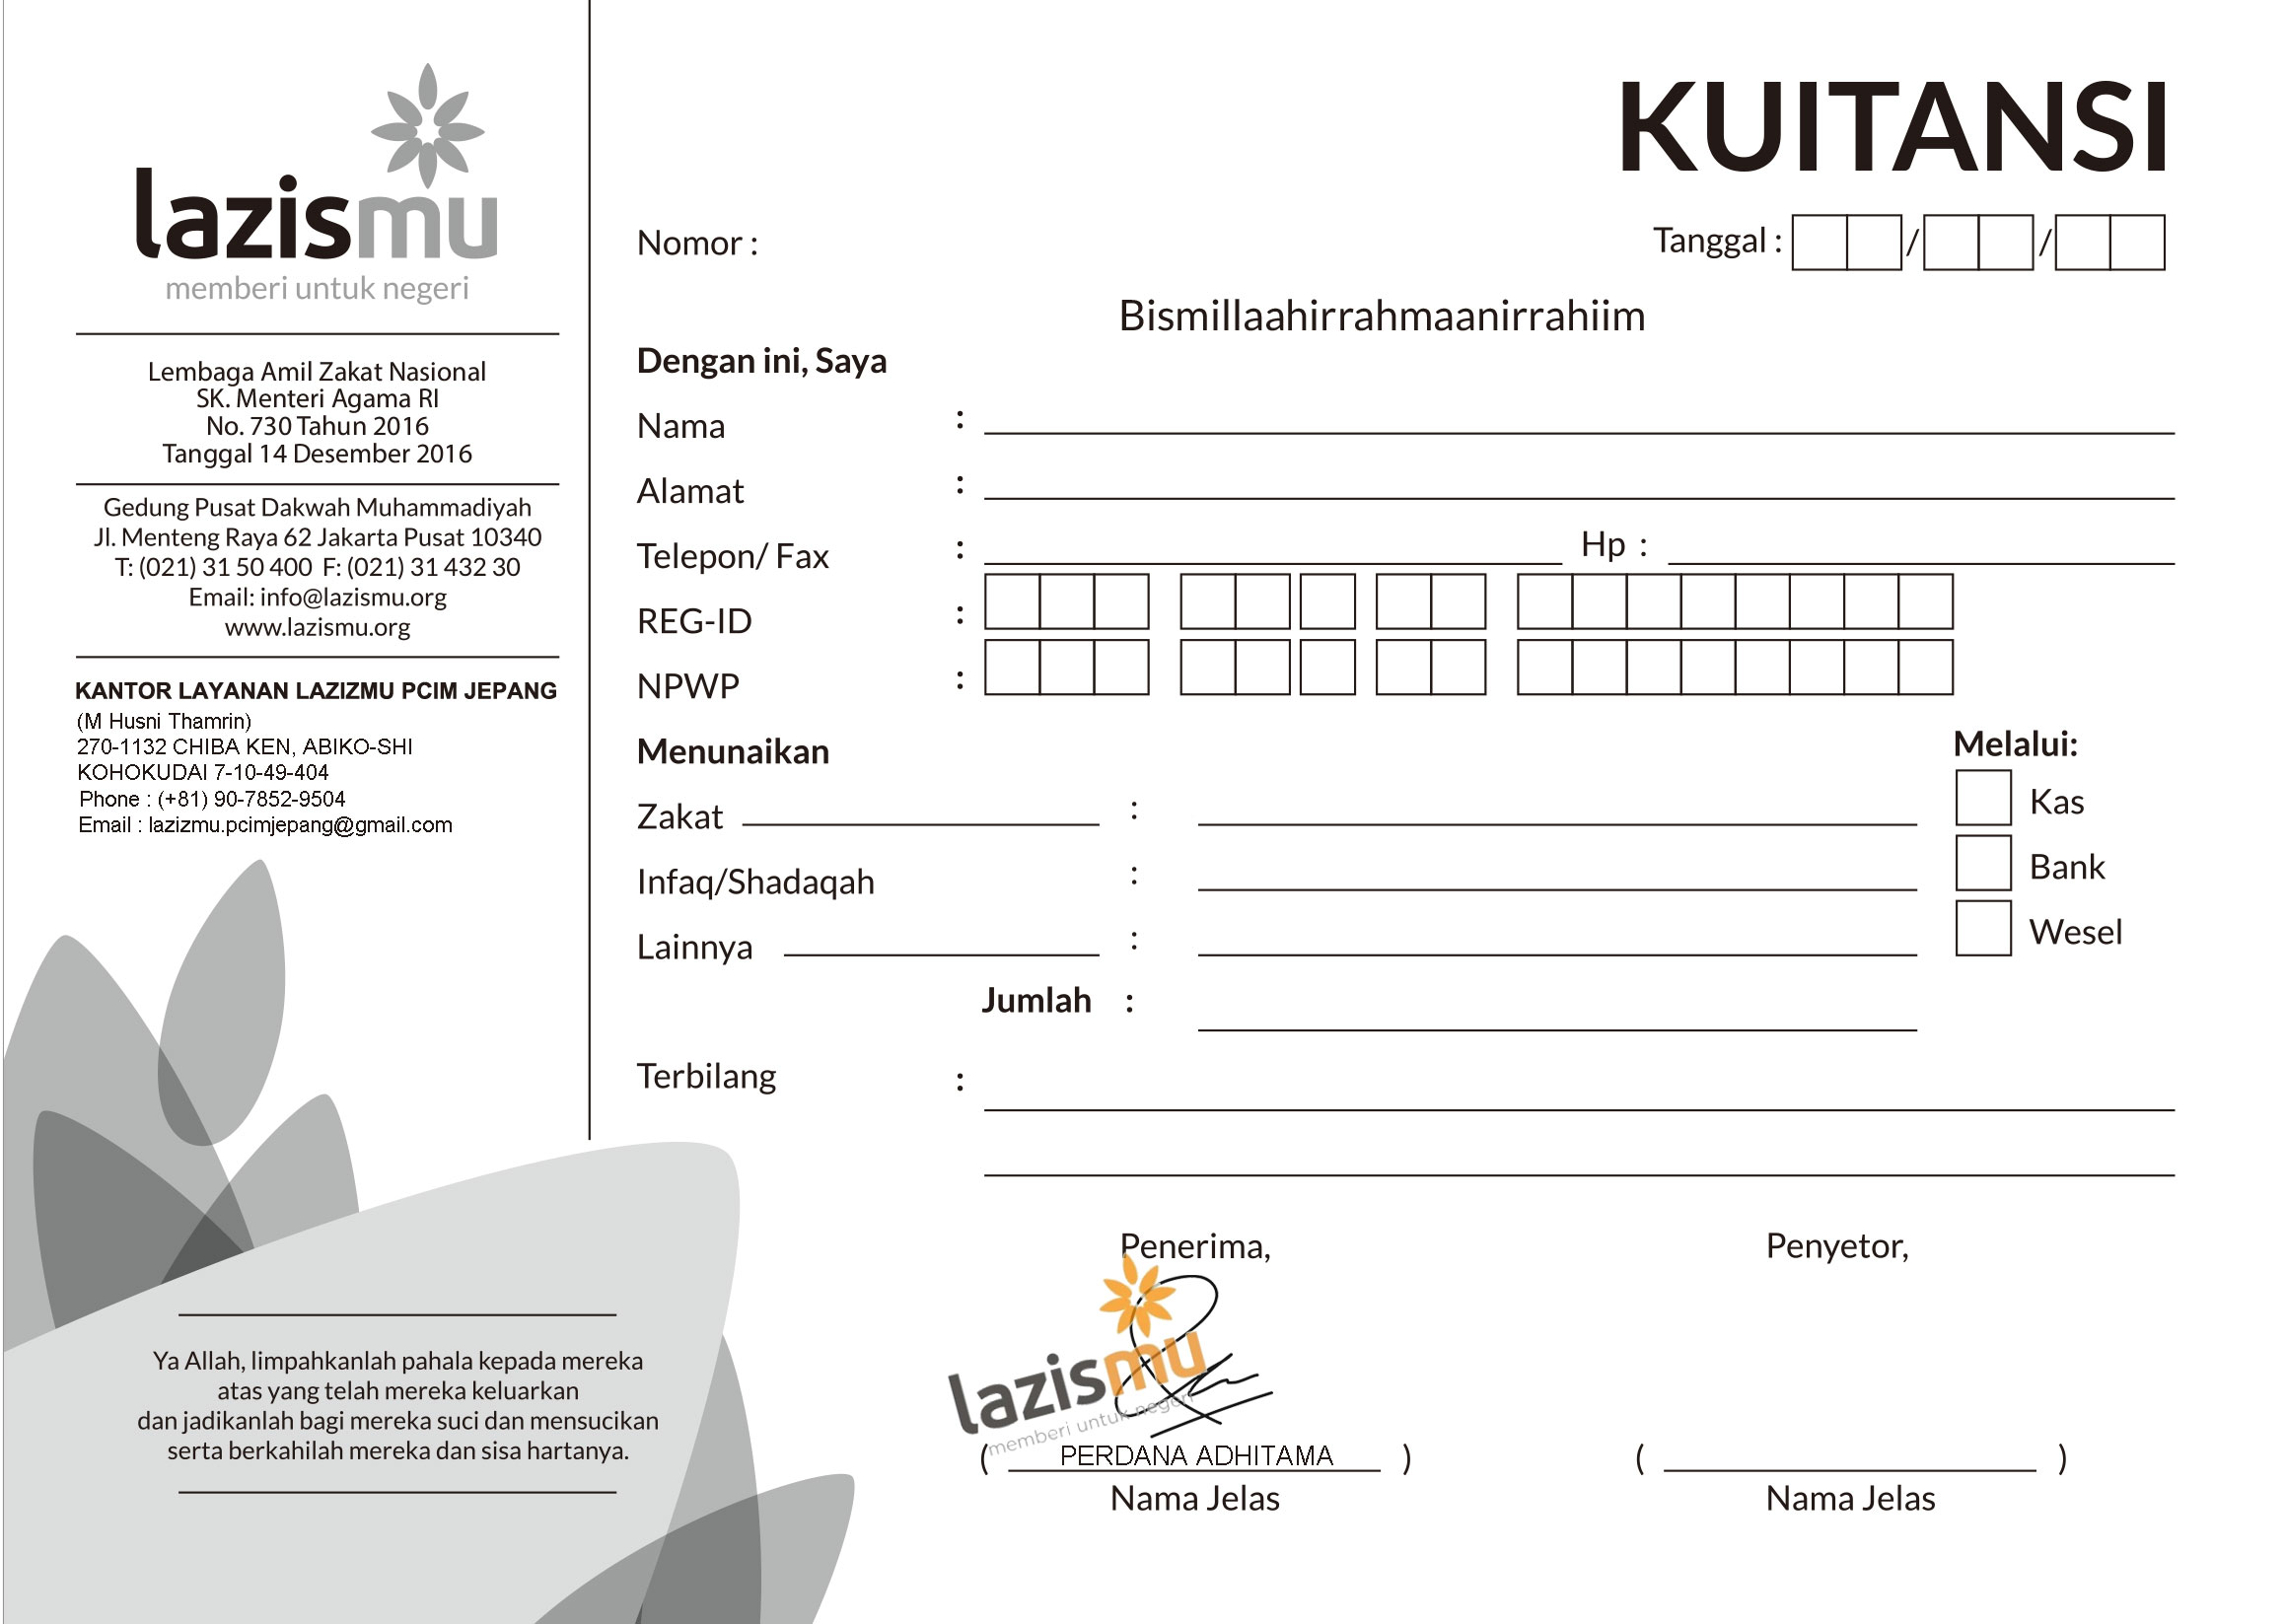 lazismu
memberi untuk negeri
Lembaga Amil Zakat Nasional
SK. Menteri Agama RI
No. 730 Tahun 2016
Tanggal 14 Desember 2016
Gedung Pusat Dakwah Muhammadiyah
Jl. Menteng Raya 62 Jakarta Pusat 10340
T: (021) 31 50 400 F: (021) 31 432 30
Email: info@lazismu.org
www.lazismu.org
KANTOR LAYANAN LAZIZMU PCIM JEPANG
(M Husni Thamrin)
270-1132 CHIBA KEN, ABIKO-SHI
KOHOKUDAI 7-10-49-404
Phone : (+81) 90-7852-9504
Email : lazizmu.pcimjepang@gmail.com
Ya Allah, limpahkanlah pahala kepada mereka
atas yang telah mereka keluarkan
dan jadikanlah bagi mereka suci dan mensucikan
serta berkahilah mereka dan sisa hartanya.
KUITANSI
Nomor :
Tanggal : / /
Bismillaahirrahmaanirrahiim
Dengan ini, Saya
Nama :
Alamat :
Telepon/ Fax : Hp :
REG-ID :
NPWP :
Menunaikan
Melalui:
Zakat :
Kas
Infaq/Shadaqah :
Bank
Lainnya :
Wesel
Jumlah :
Terbilang :
Penerima,
Penyetor,
lazismu
memberi untuk negeri
( PERDANA ADHITAMA )
( )
Nama Jelas
Nama Jelas